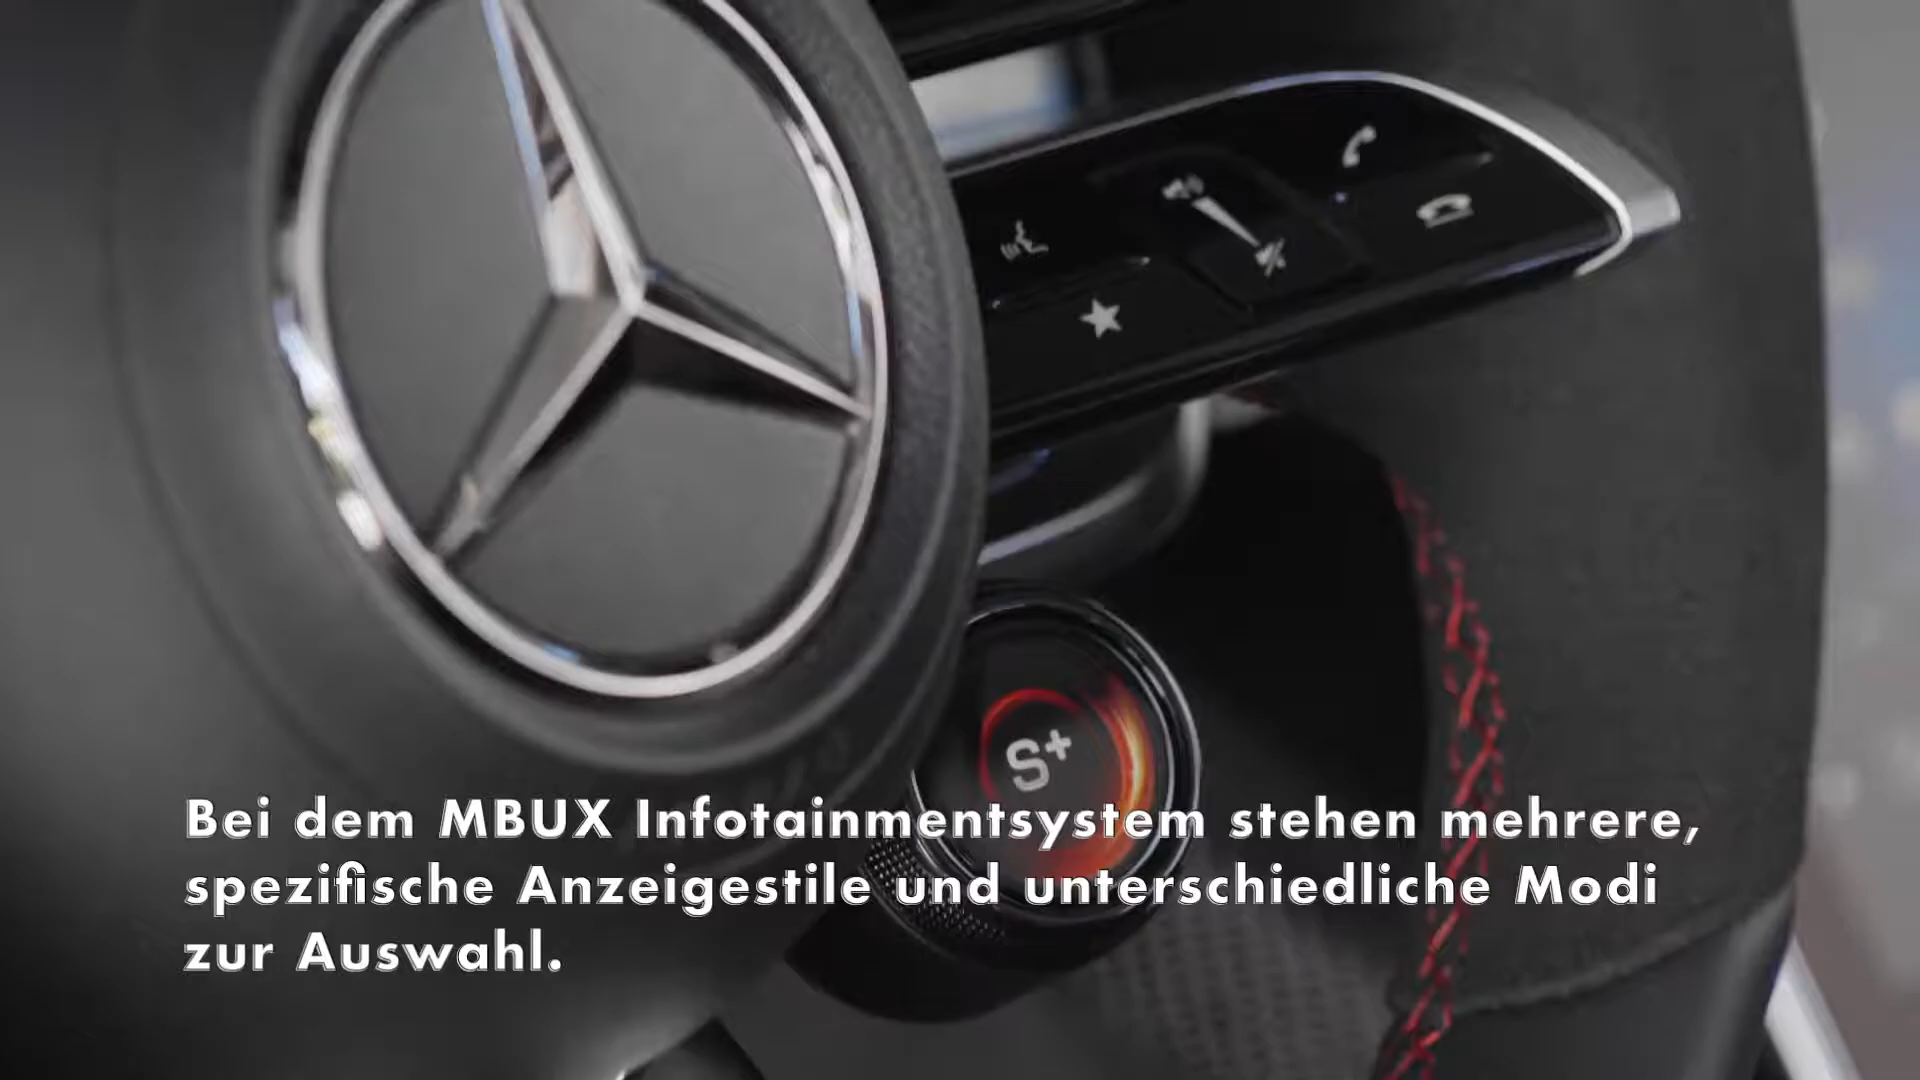 S+
Bei dem MBUX Infotainmentsystem stehen mehrere,
spezifische Anzeigestile und unterschiedliche Modi
zur Auswahl.